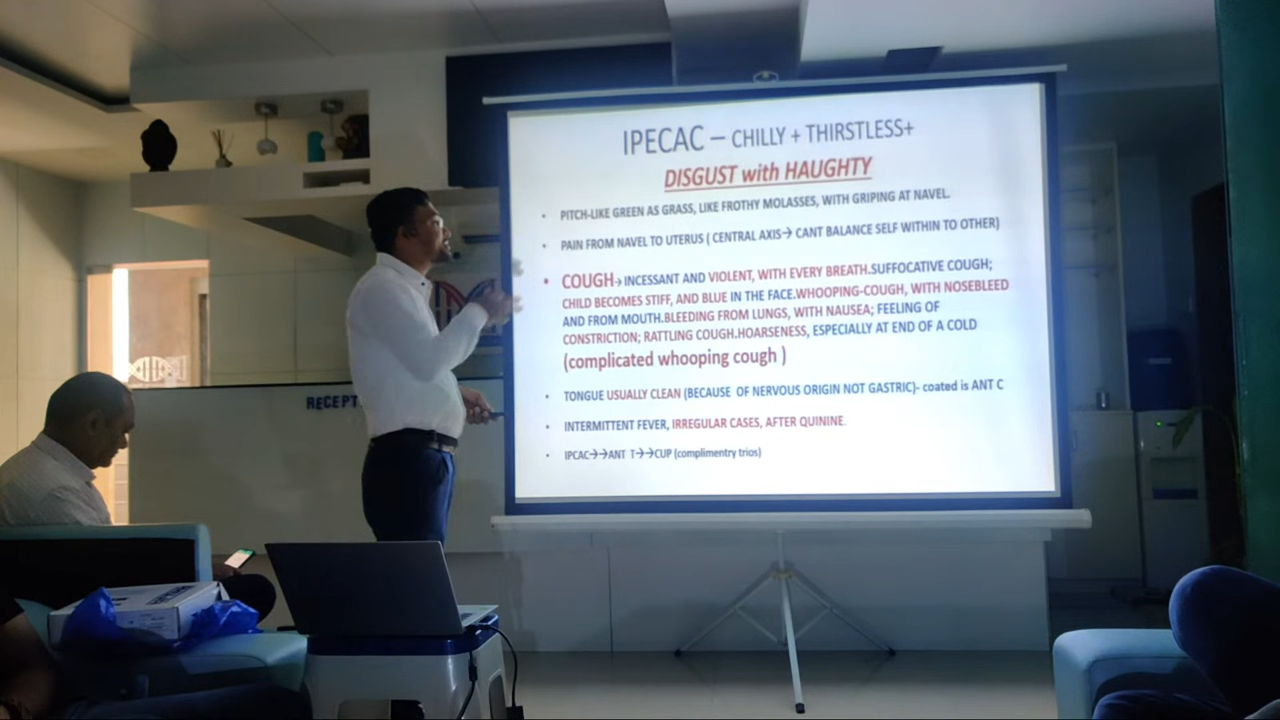 IPECAC – CHILLY + THIRSTLESS+
DISGUST with HAUGHTY
• PITCH-LIKE GREEN AS GRASS, LIKE FROTHY MOLASSES, WITH GRIPING AT NAVEL.
• PAIN FROM NAVEL TO UTERUS ( CENTRAL AXIS→ CANT BALANCE SELF WITHIN TO OTHER)
• COUGH→ INCESSANT AND VIOLENT, WITH EVERY BREATH.SUFFOCATIVE COUGH;
CHILD BECOMES STIFF, AND BLUE IN THE FACE.WHOOPING-COUGH, WITH NOSEBLEED
AND FROM MOUTH.BLEEDING FROM LUNGS, WITH NAUSEA; FEELING OF
CONSTRICTION; RATTLING COUGH.HOARSENESS, ESPECIALLY AT END OF A COLD
(complicated whooping cough )
• TONGUE USUALLY CLEAN (BECAUSE OF NERVOUS ORIGIN NOT GASTRIC)- coated is ANT C
• INTERMITTENT FEVER, IRREGULAR CASES, AFTER QUININE.
• IPCAC→→ANT T→→CUP (complimentry trios)
RECEPT